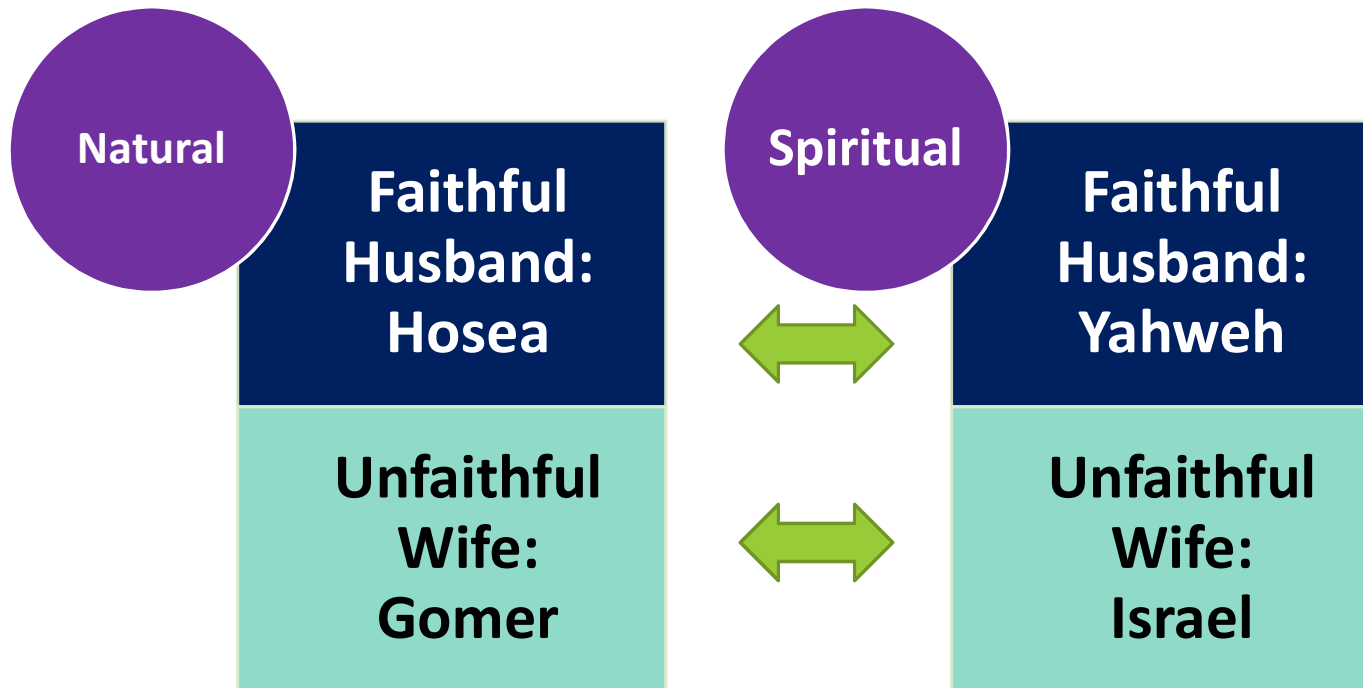 Natural
Faithful
Husband:
Hosea
Unfaithful
Wife:
Gomer
Spiritual
Faithful
Husband:
Yahweh
Unfaithful
Wife:
Israel